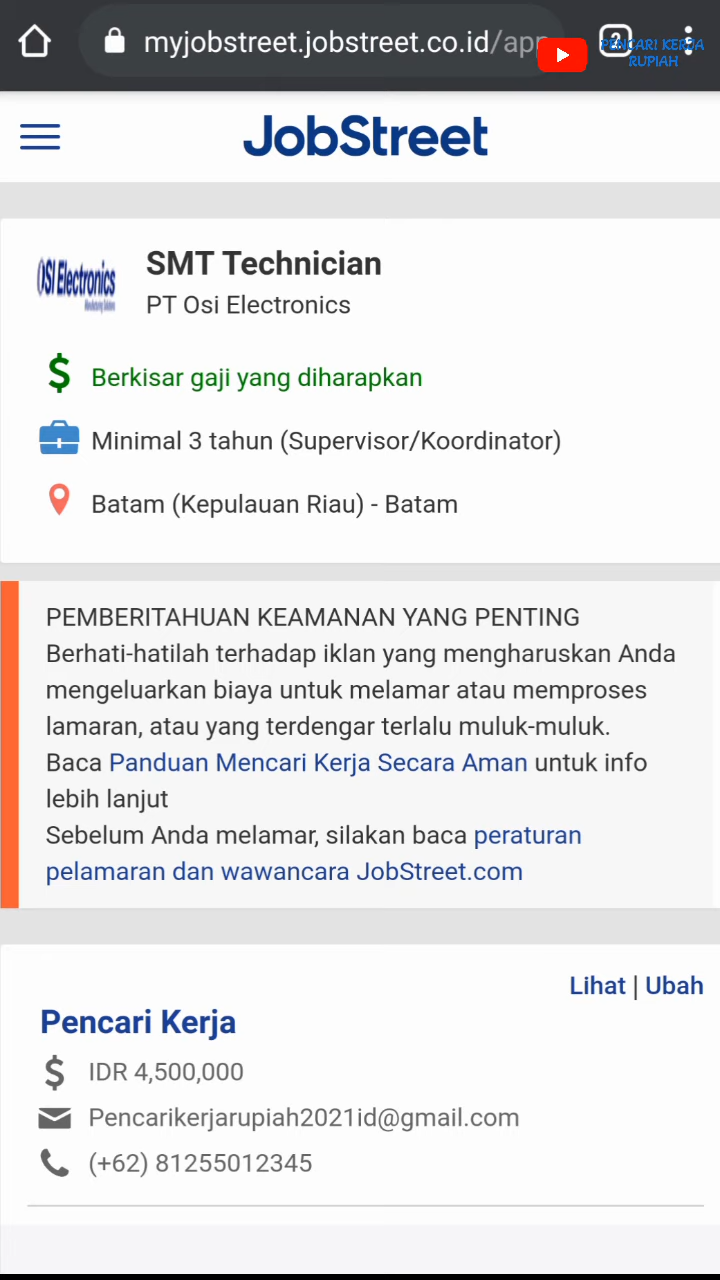 myjobstreet.jobstreet.co.id/app
2
PENCARI KERJA
RUPIAH
JobStreet
OSI Electronics
SMT Technician
PT Osi Electronics
Berkisar gaji yang diharapkan
Minimal 3 tahun (Supervisor/Koordinator)
Batam (Kepulauan Riau) - Batam
PEMBERITAHUAN KEAMANAN YANG PENTING
Berhati-hatilah terhadap iklan yang mengharuskan Anda
mengeluarkan biaya untuk melamar atau memproses
lamaran, atau yang terdengar terlalu muluk-muluk.
Baca Panduan Mencari Kerja Secara Aman untuk info
lebih lanjut
Sebelum Anda melamar, silakan baca peraturan
pelamaran dan wawancara JobStreet.com
Lihat | Ubah
Pencari Kerja
IDR 4,500,000
Pencarikerjarupiah2021id@gmail.com
(+62) 81255012345